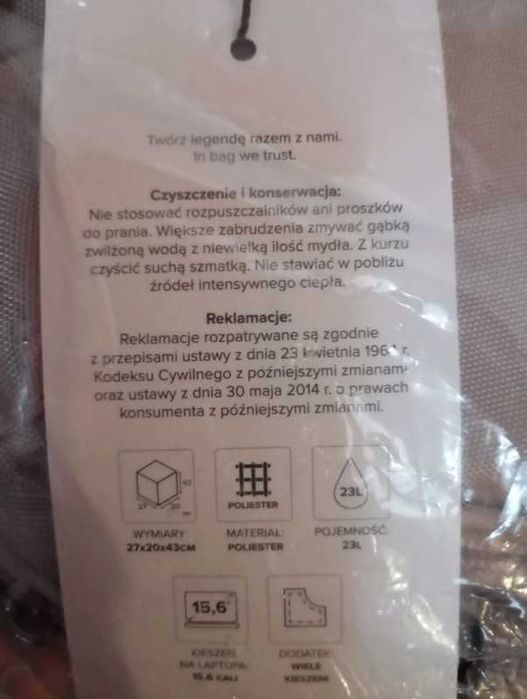 Twórz legendę razem z nami.
In bag we trust.
Czyszczenie i konserwacja:
Nie stosować rozpuszczalników ani proszków
do prania. Większe zabrudzenia zmywać gąbką
zwilżoną wodą z niewielką ilość mydła. Z kurzu
czyścić suchą szmatką. Nie stawiać w pobliżu
źródeł intensywnego ciepła.
Reklamacje:
Reklamacje rozpatrywane są zgodnie
z przepisami ustawy z dnia 23 kwietnia 1964 r.
Kodeksu Cywilnego z późniejszymi zmianami
oraz ustawy z dnia 30 maja 2014 r. o prawach
konsumenta z późniejszymi zmianami.
43
27 20
CM
POLIESTER
23L
WYMIARY:
27x20x43CM
MATERIAŁ:
POLIESTER
POJEMNOŚĆ:
23L
15,6"
KIESZEŃ
NA LAPTOPA:
15.6 CALI
DODATEK:
WIELE
KIESZENI